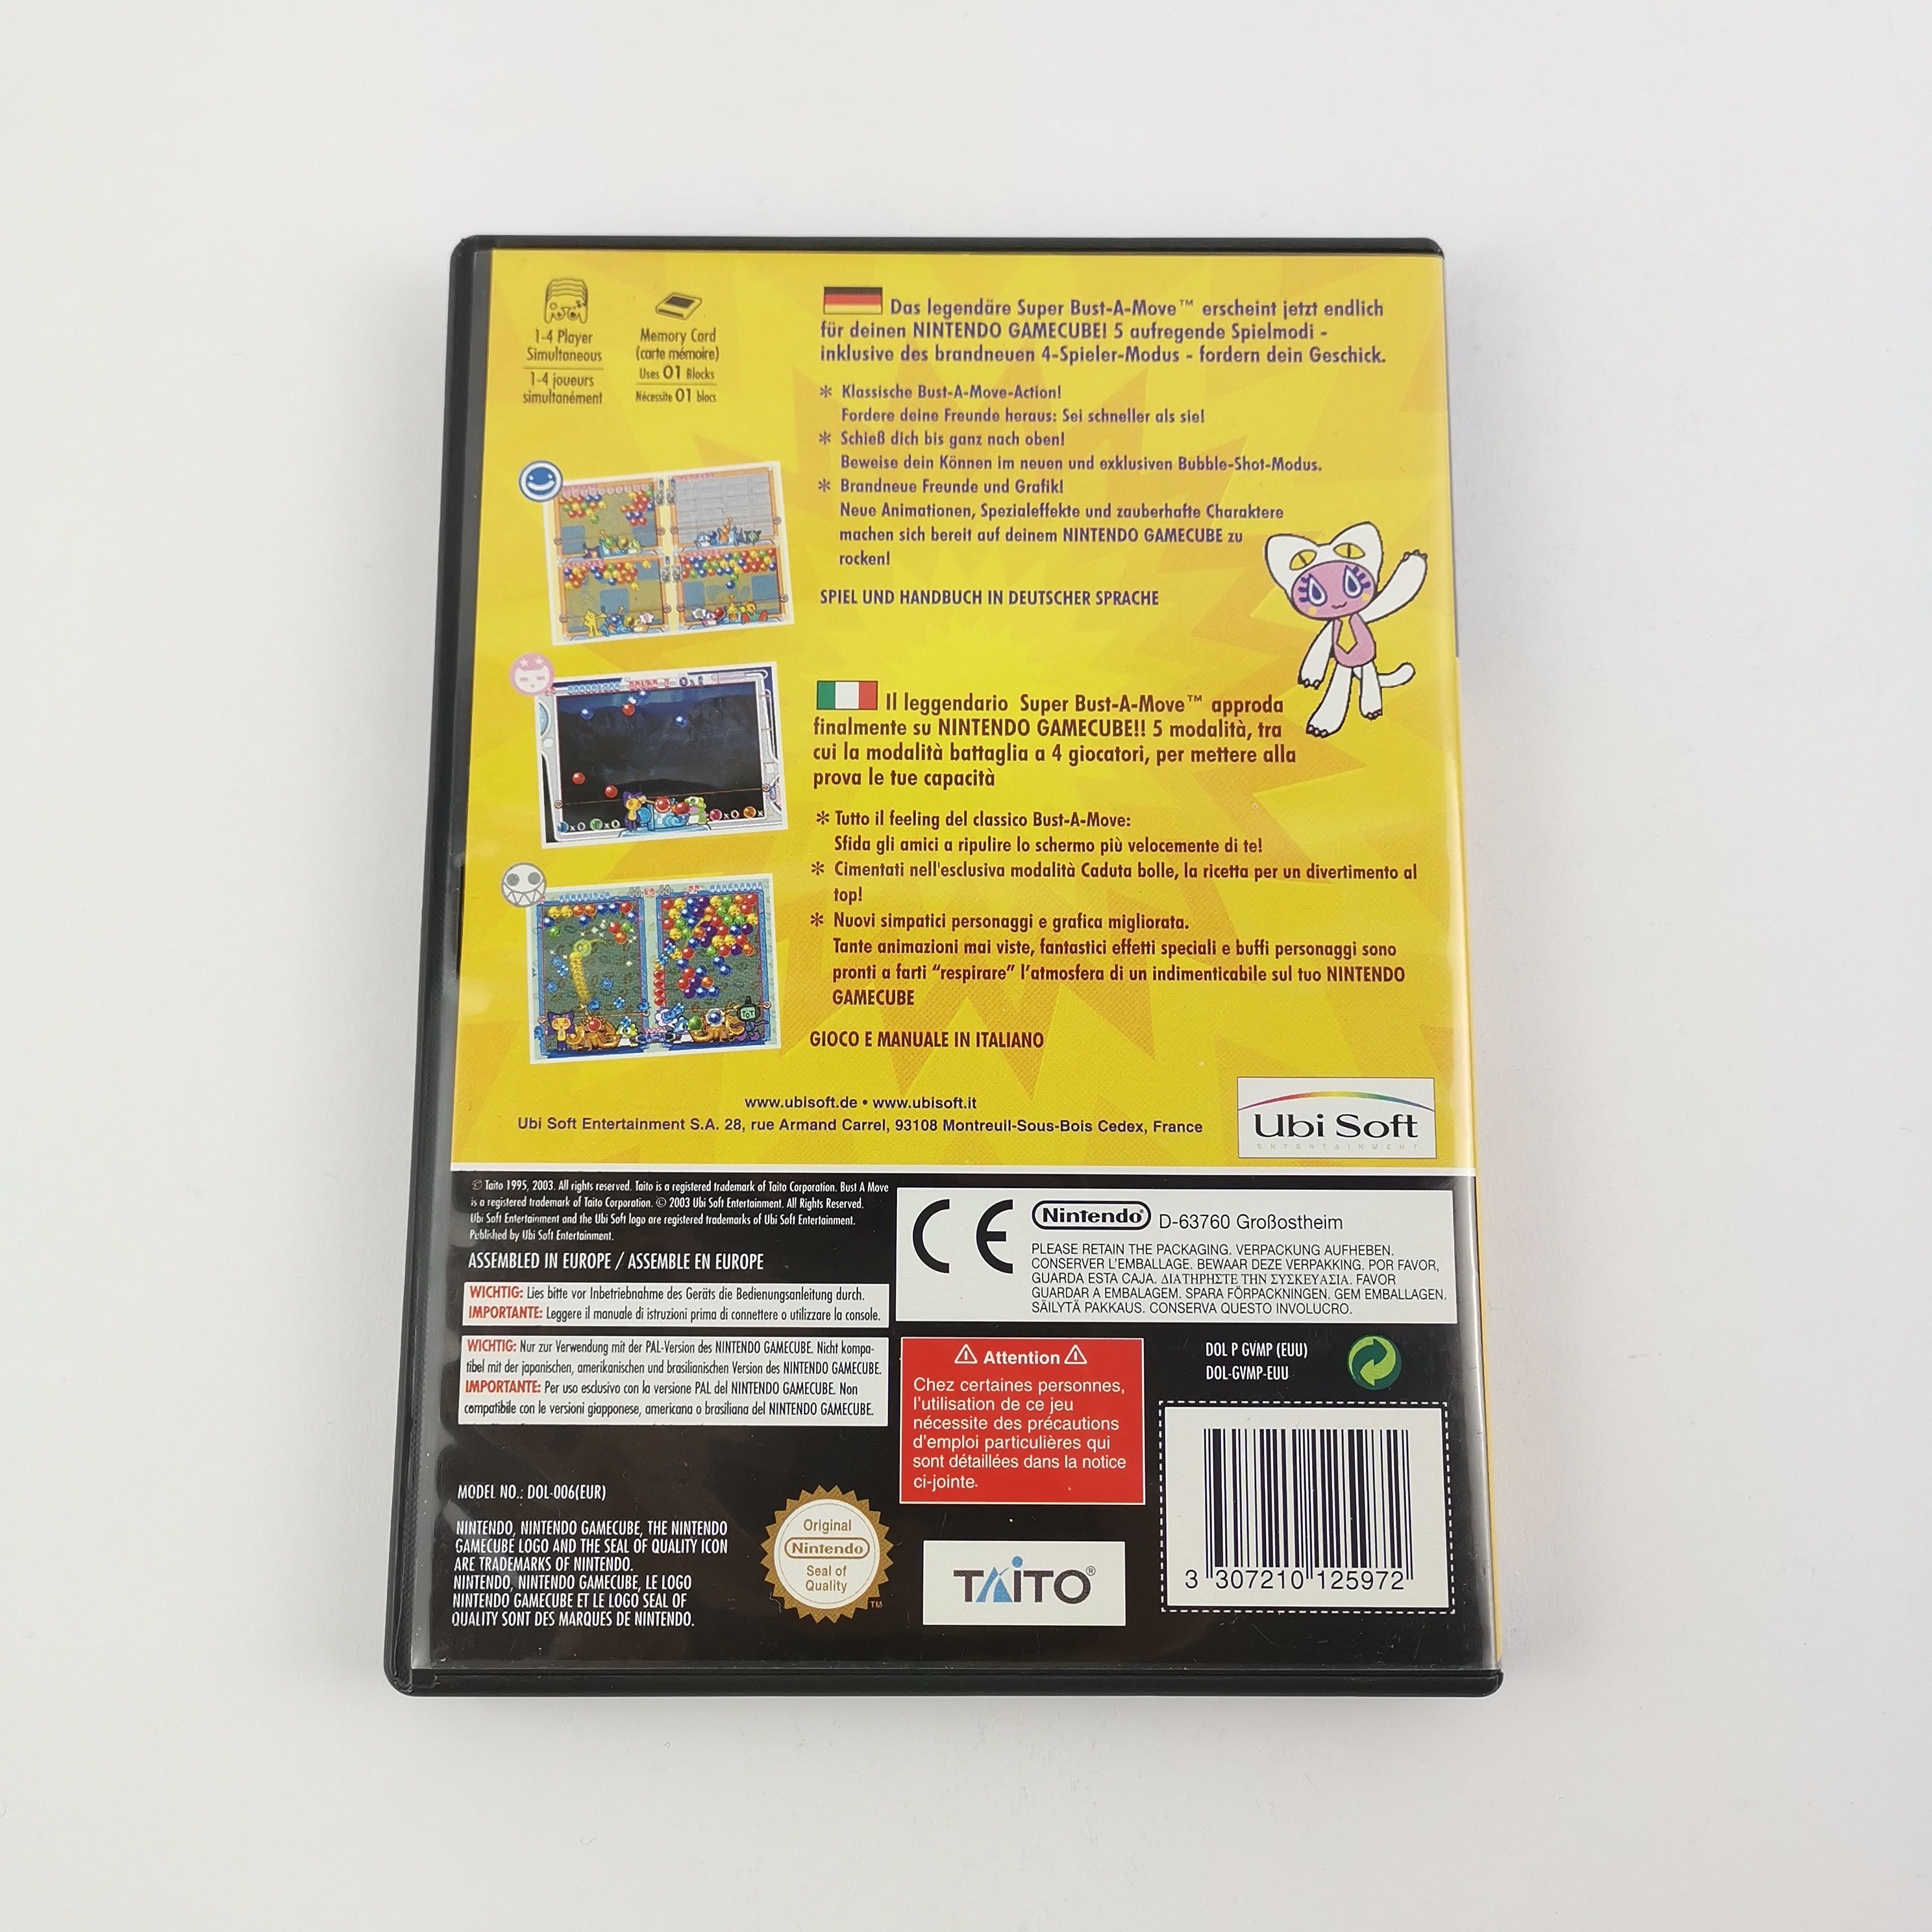 1-4 Player
Simultaneous
1-4 joueurs
simultanément
Memory Card
(carte mémoire)
Uses 01 Blocks
Nécessite 01 blocs
Das legendäre Super Bust-A-Move™ erscheint jetzt endlich
für deinen NINTENDO GAMECUBE! 5 aufregende Spielmodi -
inklusive des brandneuen 4-Spieler-Modus - fordern dein Geschick.
* Klassische Bust-A-Move-Action!
Fordere deine Freunde heraus: Sei schneller als sie!
* Schieß dich bis ganz nach oben!
Beweise dein Können im neuen und exklusiven Bubble-Shot-Modus.
* Brandneue Freunde und Grafik!
Neue Animationen, Spezialeffekte und zauberhafte Charaktere
machen sich bereit auf deinem NINTENDO GAMECUBE zu
rocken!
SPIEL UND HANDBUCH IN DEUTSCHER SPRACHE
Il leggendario Super Bust-A-Move™ approda
finalmente su NINTENDO GAMECUBE!! 5 modalità, tra
cui la modalità battaglia a 4 giocatori, per mettere alla
prova le tue capacità
* Tutto il feeling del classico Bust-A-Move:
Sfida gli amici a ripulire lo schermo più velocemente di te!
* Cimentati nell'esclusiva modalità Caduta bolle, la ricetta per un divertimento al
top!
* Nuovi simpatici personaggi e grafica migliorata.
Tante animazioni mai viste, fantastici effetti speciali e buffi personaggi sono
pronti a farti “respirare” l’atmosfera di un indimenticabile sul tuo NINTENDO
GAMECUBE
GIOCO E MANUALE IN ITALIANO
www.ubisoft.de • www.ubisoft.it
Ubi Soft Entertainment S.A. 28, rue Armand Carrel, 93108 Montreuil-Sous-Bois Cedex, France
Ubi Soft
ENTERTAINMENT
© Taito 1995, 2003. All rights reserved. Taito is a registered trademark of Taito Corporation. Bust A Move
is a registered trademark of Taito Corporation. © 2003 Ubi Soft Entertainment. All Rights Reserved.
Ubi Soft Entertainment and the Ubi Soft logo are registered trademarks of Ubi Soft Entertainment.
Published by Ubi Soft Entertainment.
ASSEMBLED IN EUROPE / ASSEMBLE EN EUROPE
WICHTIG: Lies bitte vor Inbetriebnahme des Geräts die Bedienungsanleitung durch.
IMPORTANTE: Leggere il manuale di istruzioni prima di connettere o utilizzare la console.
WICHTIG: Nur zur Verwendung mit der PAL-Version des NINTENDO GAMECUBE. Nicht kompa-
tibel mit der japanischen, amerikanischen und brasilianischen Version des NINTENDO GAMECUBE.
IMPORTANTE: Per uso esclusivo con la versione PAL del NINTENDO GAMECUBE. Non
compatibile con le versioni giapponese, americana o brasiliana del NINTENDO GAMECUBE.
CE
Nintendo® D-63760 Großostheim
PLEASE RETAIN THE PACKAGING. VERPACKUNG AUFHEBEN.
CONSERVER L'EMBALLAGE. BEWAAR DEZE VERPAKKING. POR FAVOR,
GUARDA ESTA CAJA. ΔΙΑΤΗΡΗΣΤΕ ΤΗΝ ΣΥΣΚΕΥΑΣΙΑ. FAVOR
GUARDAR A EMBALAGEM. SPARA FÖRPACKNINGEN. GEM EMBALLAGEN.
SÄILYTÄ PAKKAUS. CONSERVA QUESTO INVOLUCRO.
Attention
Chez certaines personnes,
l'utilisation de ce jeu
nécessite des précautions
d'emploi particulières qui
sont détaillées dans la notice
ci-jointe.
DOL P GVMP (EUU)
DOL-GVMP-EUU
MODEL NO.: DOL-006(EUR)
NINTENDO, NINTENDO GAMECUBE, THE NINTENDO
GAMECUBE LOGO AND THE SEAL OF QUALITY ICON
ARE TRADEMARKS OF NINTENDO.
NINTENDO, NINTENDO GAMECUBE, LE LOGO
NINTENDO GAMECUBE ET LE LOGO SEAL OF
QUALITY SONT DES MARQUES DE NINTENDO.
Original
Nintendo
Seal of
Quality
TM
TAITO®
3 307210 125972